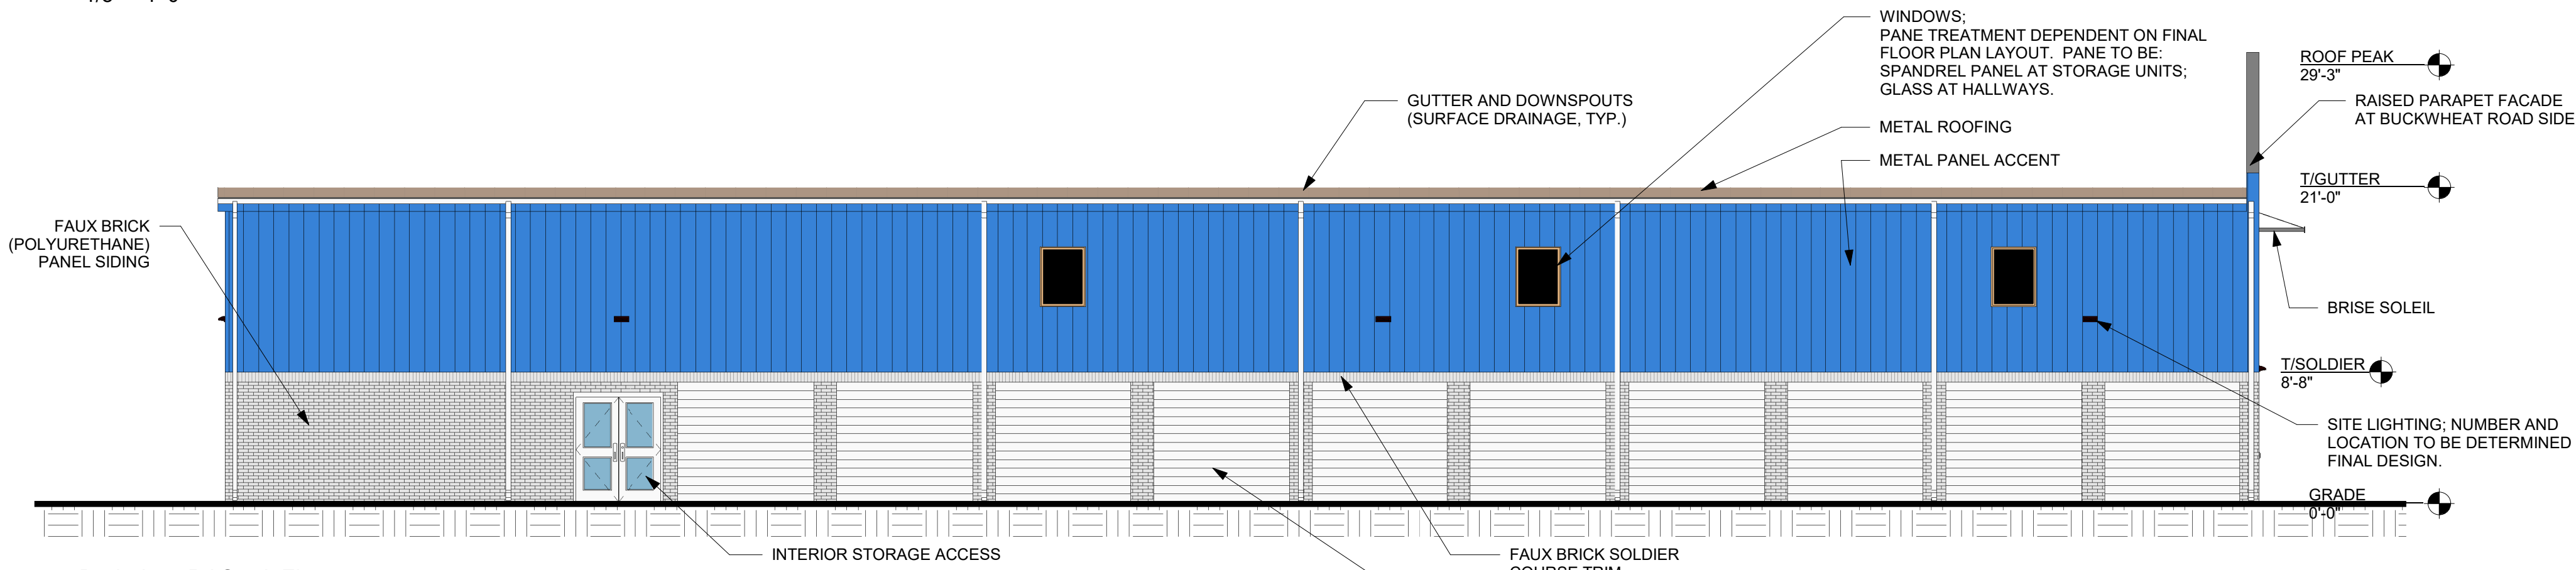 WINDOWS;
PANE TREATMENT DEPENDENT ON FINAL
FLOOR PLAN LAYOUT.  PANE TO BE:
SPANDREL PANEL AT STORAGE UNITS;
GLASS AT HALLWAYS.
ROOF PEAK
29'-3"
GUTTER AND DOWNSPOUTS
(SURFACE DRAINAGE, TYP.)
RAISED PARAPET FACADE
AT BUCKWHEAT ROAD SIDE
METAL ROOFING
METAL PANEL ACCENT
T/GUTTER
21'-0"
FAUX BRICK
(POLYURETHANE)
PANEL SIDING
BRISE SOLEIL
T/SOLDIER
8'-8"
SITE LIGHTING; NUMBER AND
LOCATION TO BE DETERMINED
FINAL DESIGN.
GRADE
0'-0"
INTERIOR STORAGE ACCESS
FAUX BRICK SOLDIER
COURSE TRIM